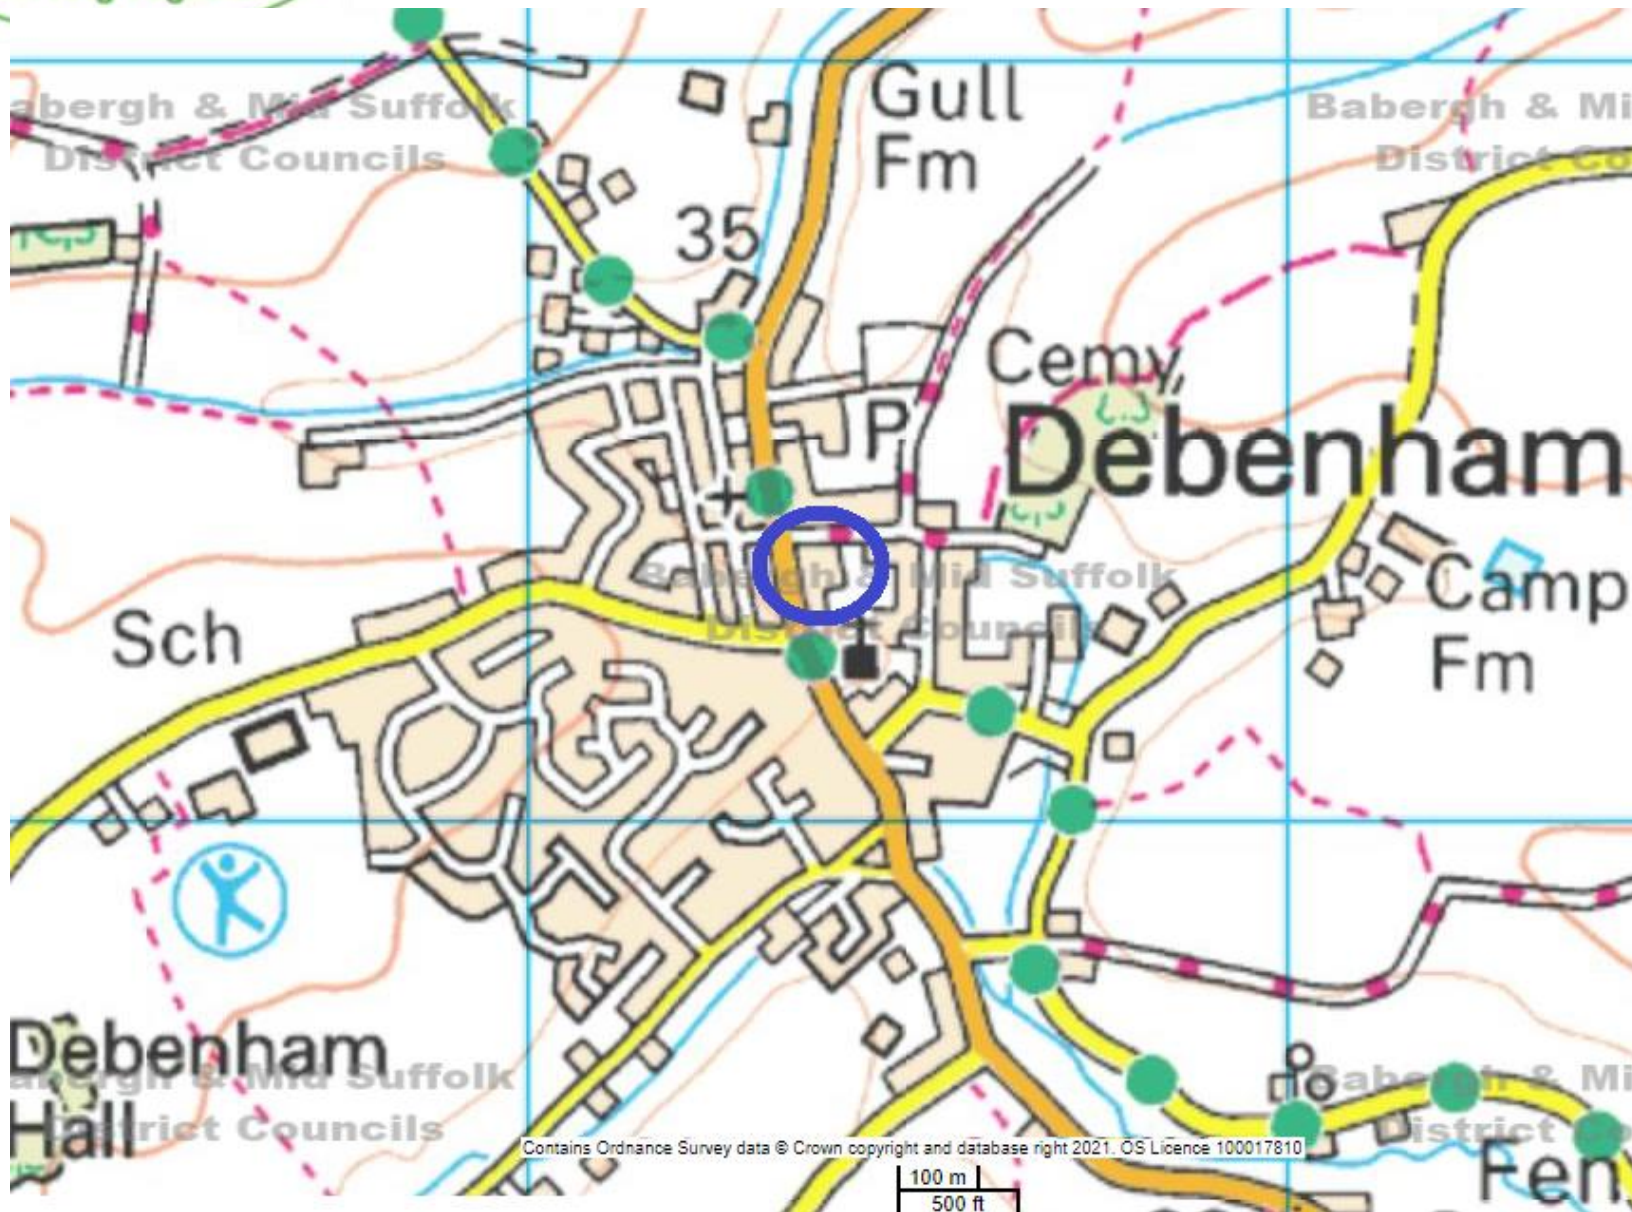 Babergh & Mid Suffolk
District Councils
Gull
Fm
Babergh & Mi
District Co
35
Cemy
P
Debenham
Babergh & Mid Suffolk
District Councils
Camp
Fm
Sch
Debenham
Hall
abergh & Mid Suffolk
District Councils
Babergh & Mi
District Co
Fen
Contains Ordnance Survey data © Crown copyright and database right 2021. OS Licence 100017810
100 m
500 ft